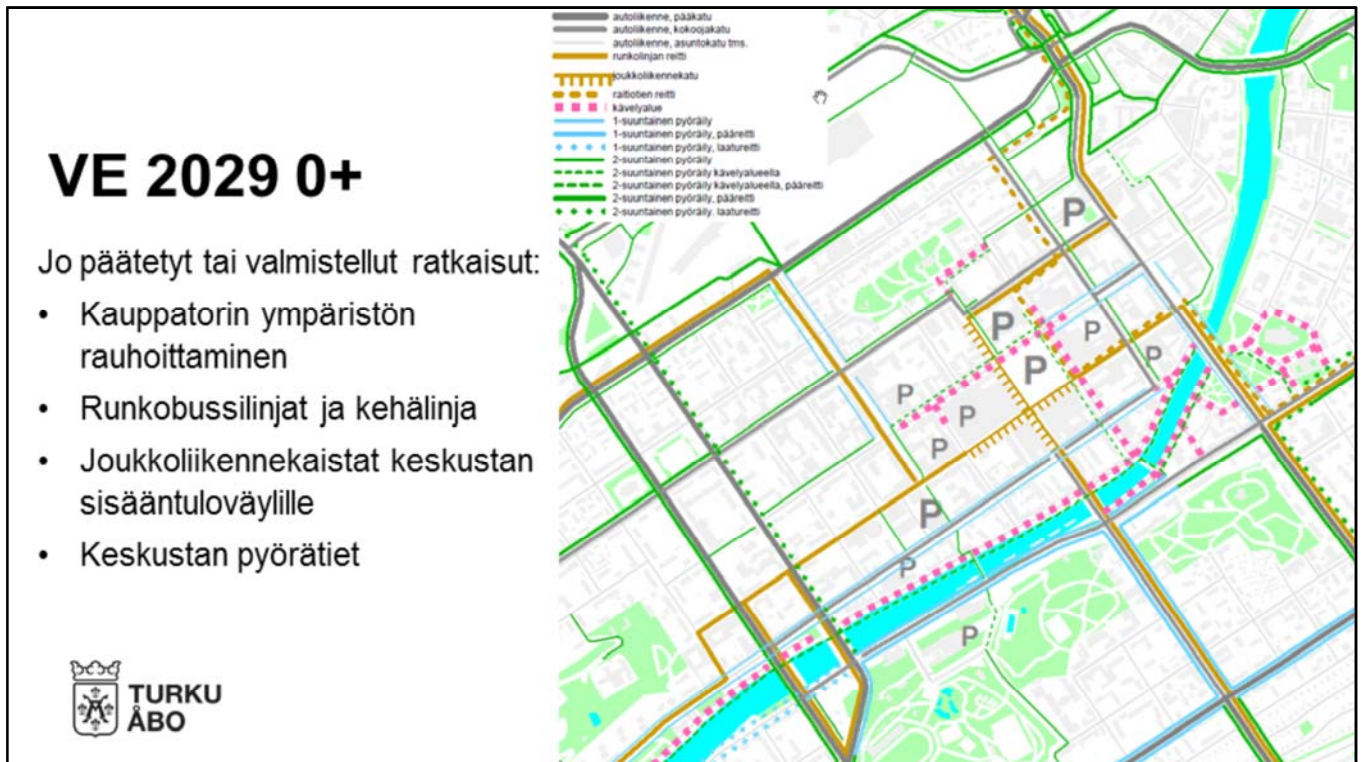 VE 2029 0+
Jo päätetyt tai valmistellut ratkaisut:
• Kauppatorin ympäristön
rauhoittaminen
• Runkobussilinjat ja kehälinja
• Joukkoliikennekaistat keskustan
sisääntuloväylille
• Keskustan pyörätiet
TURKU
ÅBO
autoliikenne, pääkatu
autoliikenne, kokoojakatu
autoliikenne, asuntokatu tms.
runkolinjan reitti
joukkoliikennekatu
raitiotien reitti
kävelyalue
1-suuntainen pyöräily
1-suuntainen pyöräily, pääreitti
1-suuntainen pyöräily, laatureitti
2-suuntainen pyöräily
2-suuntainen pyöräily kävelyalueella
2-suuntainen pyöräily kävelyalueella, pääreitti
2-suuntainen pyöräily, pääreitti
2-suuntainen pyöräily. laatureitti
P
P
P
P
P
P
P
P
P
P
P
P